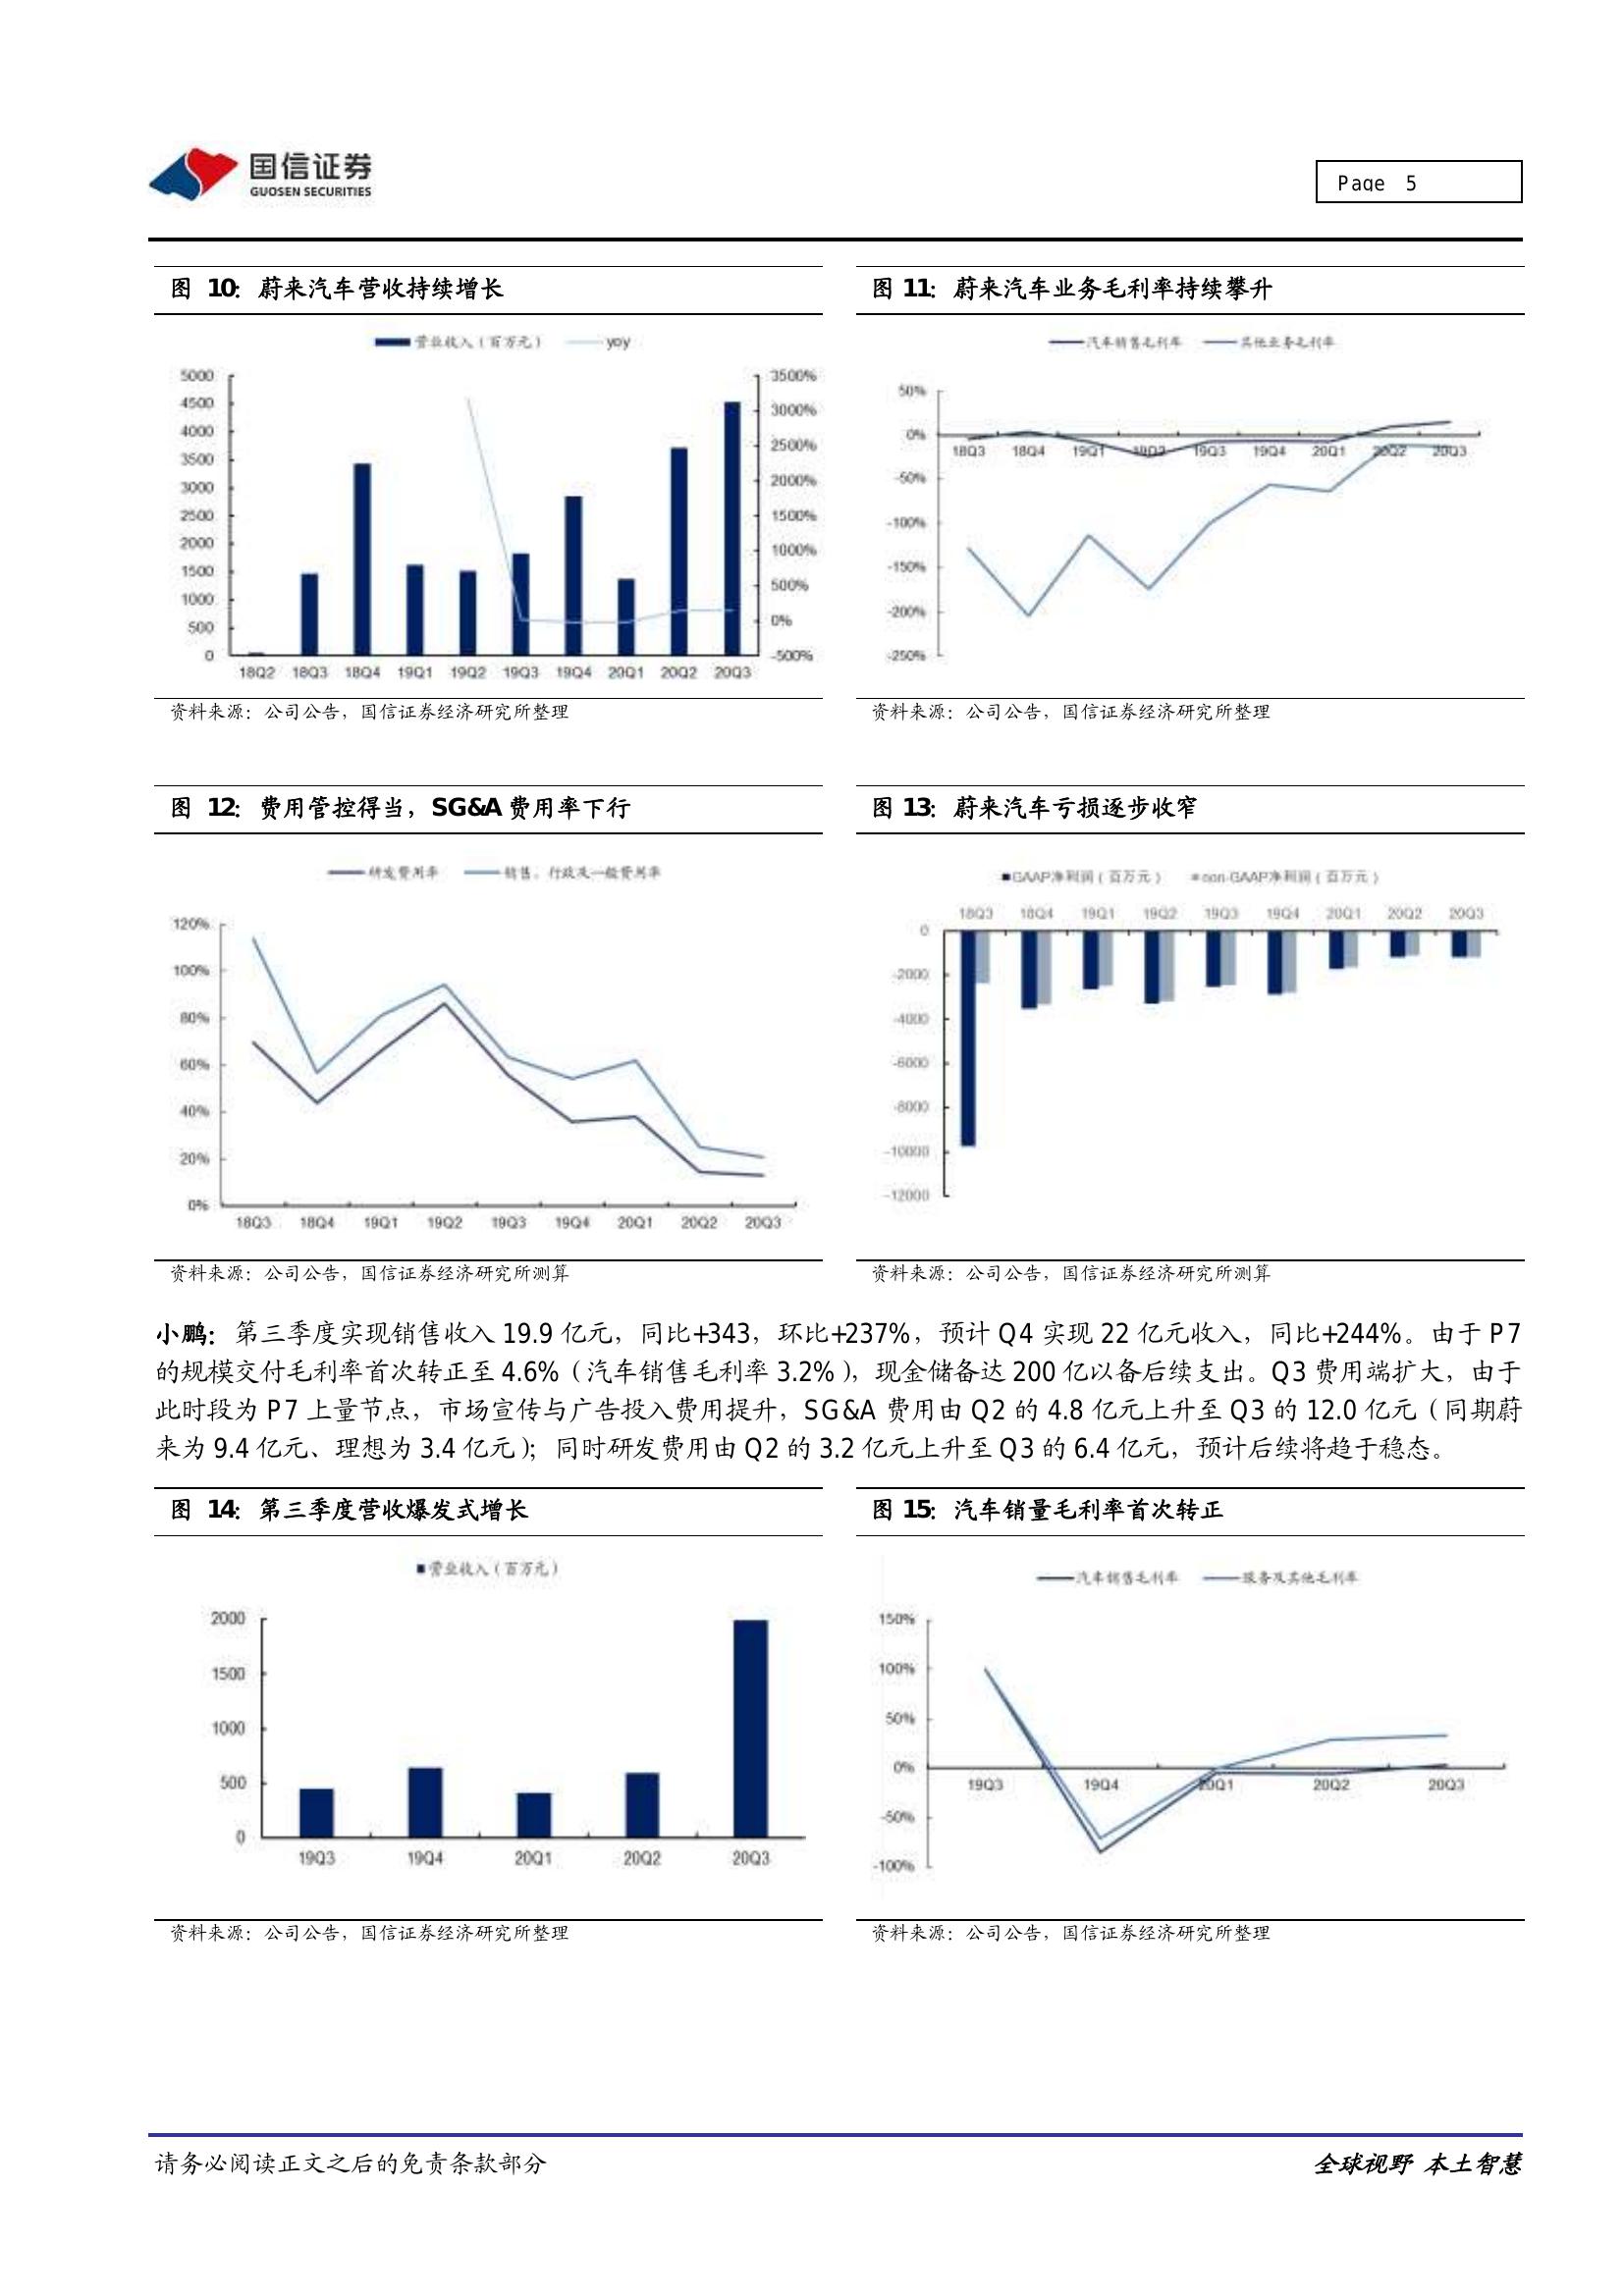 国信证券
GUOSEN SECURITIES
Page 5
图 10：蔚来汽车营收持续增长
营业收入（百万元） yoy
5000
4500
4000
3500
3000
2500
2000
1500
1000
500
0
3500%
3000%
2500%
2000%
1500%
1000%
500%
0%
-500%
18Q2 18Q3 18Q4 19Q1 19Q2 19Q3 19Q4 20Q1 20Q2 20Q3
资料来源：公司公告，国信证券经济研究所整理
图 11：蔚来汽车业务毛利率持续攀升
汽车销售毛利率 其他业务毛利率
50%
0%
-50%
-100%
-150%
-200%
-250%
18Q3 18Q4 19Q1 19Q2 19Q3 19Q4 20Q1 20Q2 20Q3
资料来源：公司公告，国信证券经济研究所整理
图 12：费用管控得当，SG&A 费用率下行
研发费用率 销售、行政及一般费用率
120%
100%
80%
60%
40%
20%
0%
18Q3 18Q4 19Q1 19Q2 19Q3 19Q4 20Q1 20Q2 20Q3
资料来源：公司公告，国信证券经济研究所测算
图 13：蔚来汽车亏损逐步收窄
GAAP净利润（百万元） non-GAAP净利润（百万元）
18Q3 18Q4 19Q1 19Q2 19Q3 19Q4 20Q1 20Q2 20Q3
0
-2000
-4000
-6000
-8000
-10000
-12000
资料来源：公司公告，国信证券经济研究所测算
小鹏：第三季度实现销售收入 19.9 亿元，同比+343，环比+237%，预计 Q4 实现 22 亿元收入，同比+244%。由于 P7
的规模交付毛利率首次转正至 4.6%（汽车销售毛利率 3.2%），现金储备达 200 亿以备后续支出。Q3 费用端扩大，由于
此时段为 P7 上量节点，市场宣传与广告投入费用提升，SG&A 费用由 Q2 的 4.8 亿元上升至 Q3 的 12.0 亿元（同期蔚
来为 9.4 亿元、理想为 3.4 亿元）；同时研发费用由 Q2 的 3.2 亿元上升至 Q3 的 6.4 亿元，预计后续将趋于稳态。
图 14：第三季度营收爆发式增长
营业收入（百万元）
2000
1500
1000
500
0
19Q3 19Q4 20Q1 20Q2 20Q3
资料来源：公司公告，国信证券经济研究所整理
图 15：汽车销量毛利率首次转正
汽车销售毛利率 服务及其他毛利率
150%
100%
50%
0%
-50%
-100%
19Q3 19Q4 20Q1 20Q2 20Q3
资料来源：公司公告，国信证券经济研究所整理
请务必阅读正文之后的免责条款部分
全球视野 本土智慧